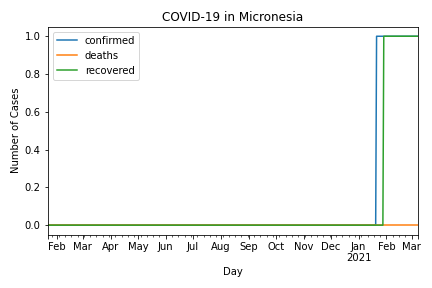 COVID-19 in Micronesia
confirmed
deaths
recovered
Number of Cases
1.0
0.8
0.6
0.4
0.2
0.0
Feb Mar Apr May Jun Jul Aug Sep Oct Nov Dec Jan Feb Mar
2021
Day